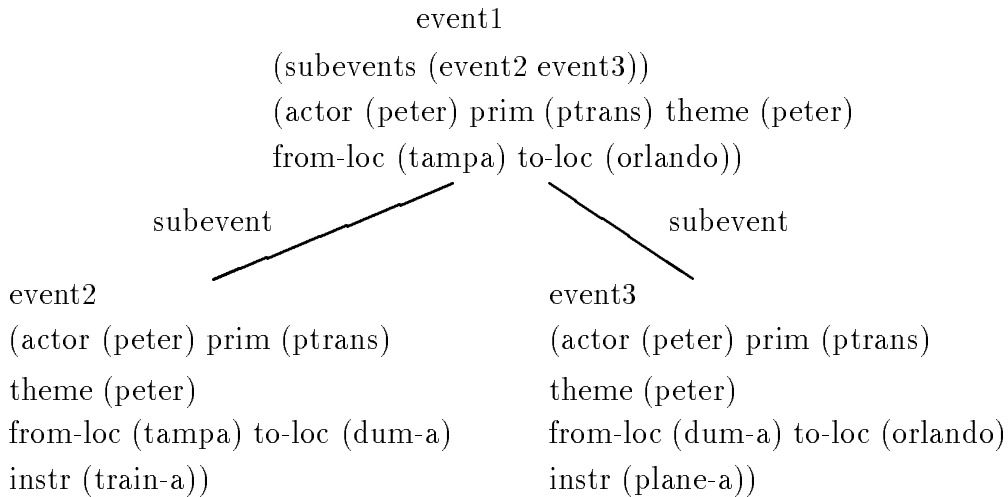 event1
(subevents (event2 event3))
(actor (peter) prim (ptrans) theme (peter)
from-loc (tampa) to-loc (orlando))
subevent
subevent
event2
(actor (peter) prim (ptrans)
theme (peter)
from-loc (tampa) to-loc (dum-a)
instr (train-a))
event3
(actor (peter) prim (ptrans)
theme (peter)
from-loc (dum-a) to-loc (orlando)
instr (plane-a))